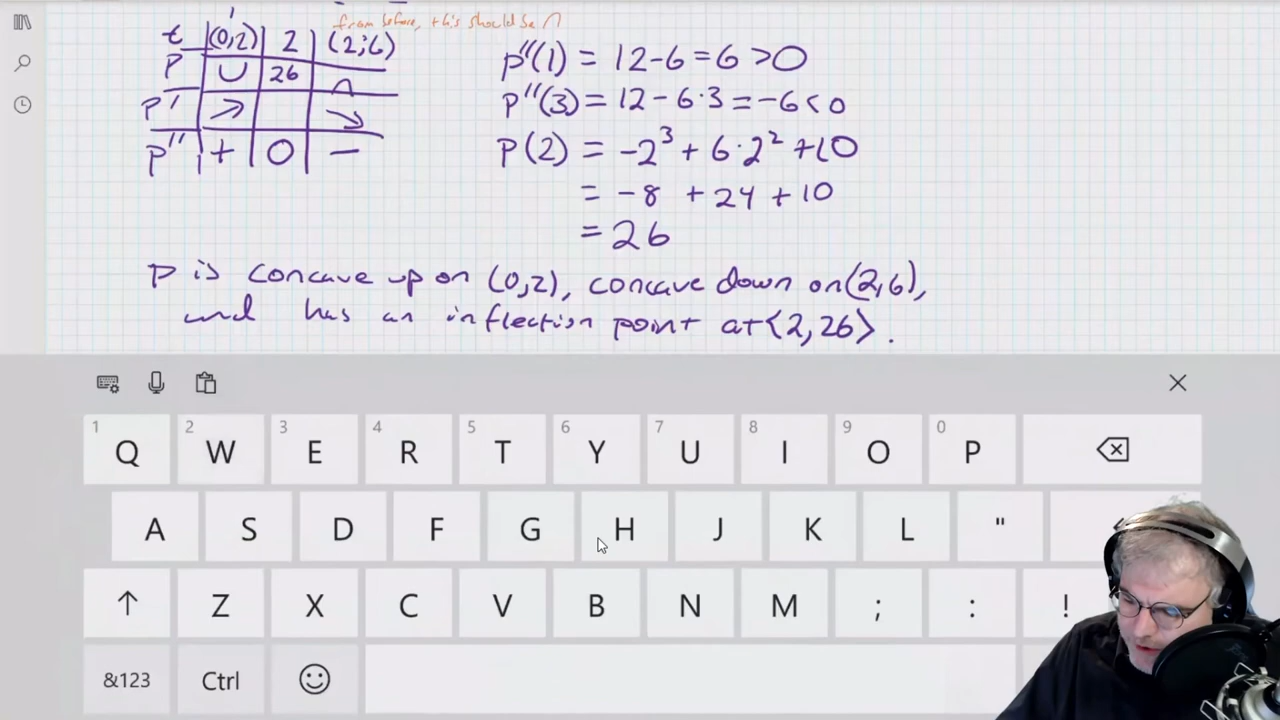 from before, this should be ∩
t | (0,2) | 2 | (2,6)
P | ∪ | 26 | ∩
P' | ↗ | | ↘
P'' | + | 0 | −
P''(1) = 12-6 = 6 >0
P''(3) = 12-6·3 = -6 <0
P(2) = -2³ + 6·2² +10
= -8 + 24 + 10
= 26
P is concave up on (0,2), concave down on (2,6),
and has an inflection point at ⟨2,26⟩.
1 2 3 4 5 6 7 8 9 0
Q W E R T Y U I O P
A S D F G H J K L "
↑ Z X C V B N M ; : !
&123 Ctrl